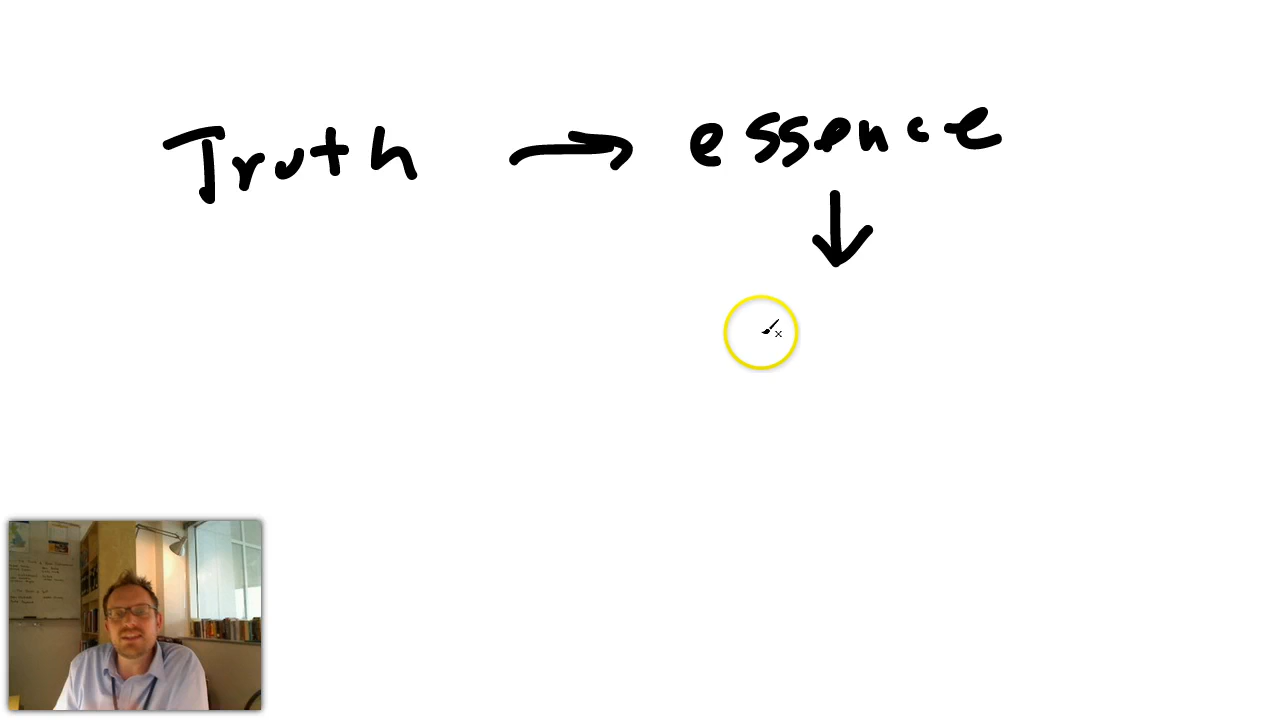 Truth → essence
↓